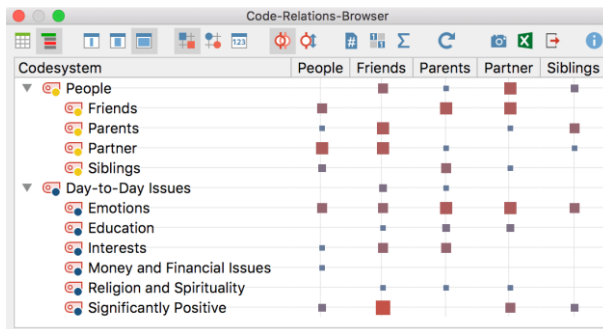 Code-Relations-Browser
123 # Σ X i
Codesystem People Friends Parents Partner Siblings
People
Friends
Parents
Partner
Siblings
Day-to-Day Issues
Emotions
Education
Interests
Money and Financial Issues
Religion and Spirituality
Significantly Positive